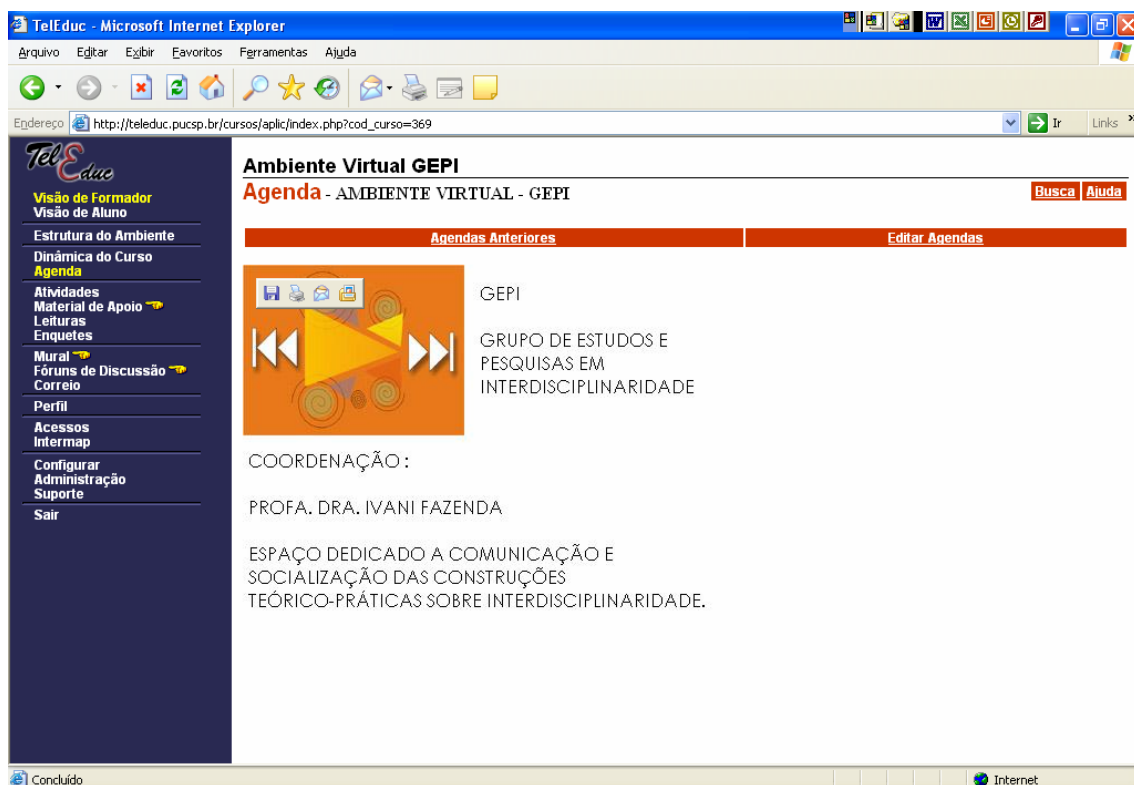 TelEduc - Microsoft Internet Explorer
Arquivo Editar Exibir Favoritos Ferramentas Ajuda
Endereço http://teleduc.pucsp.br/cursos/aplic/index.php?cod_curso=369 Ir Links
TelEduc
Visão de Formador
Visão de Aluno
Estrutura do Ambiente
Dinâmica do Curso
Agenda
Atividades
Material de Apoio
Leituras
Enquetes
Mural
Fóruns de Discussão
Correio
Perfil
Acessos
Intermap
Configurar
Administração
Suporte
Sair
Ambiente Virtual GEPI
Agenda - AMBIENTE VIRTUAL - GEPI
Busca Ajuda
Agendas Anteriores Editar Agendas
GEPI
GRUPO DE ESTUDOS E
PESQUISAS EM
INTERDISCIPLINARIDADE
COORDENAÇÃO :
PROFA. DRA. IVANI FAZENDA
ESPAÇO DEDICADO A COMUNICAÇÃO E
SOCIALIZAÇÃO DAS CONSTRUÇÕES
TEÓRICO-PRÁTICAS SOBRE INTERDISCIPLINARIDADE.
Concluído Internet